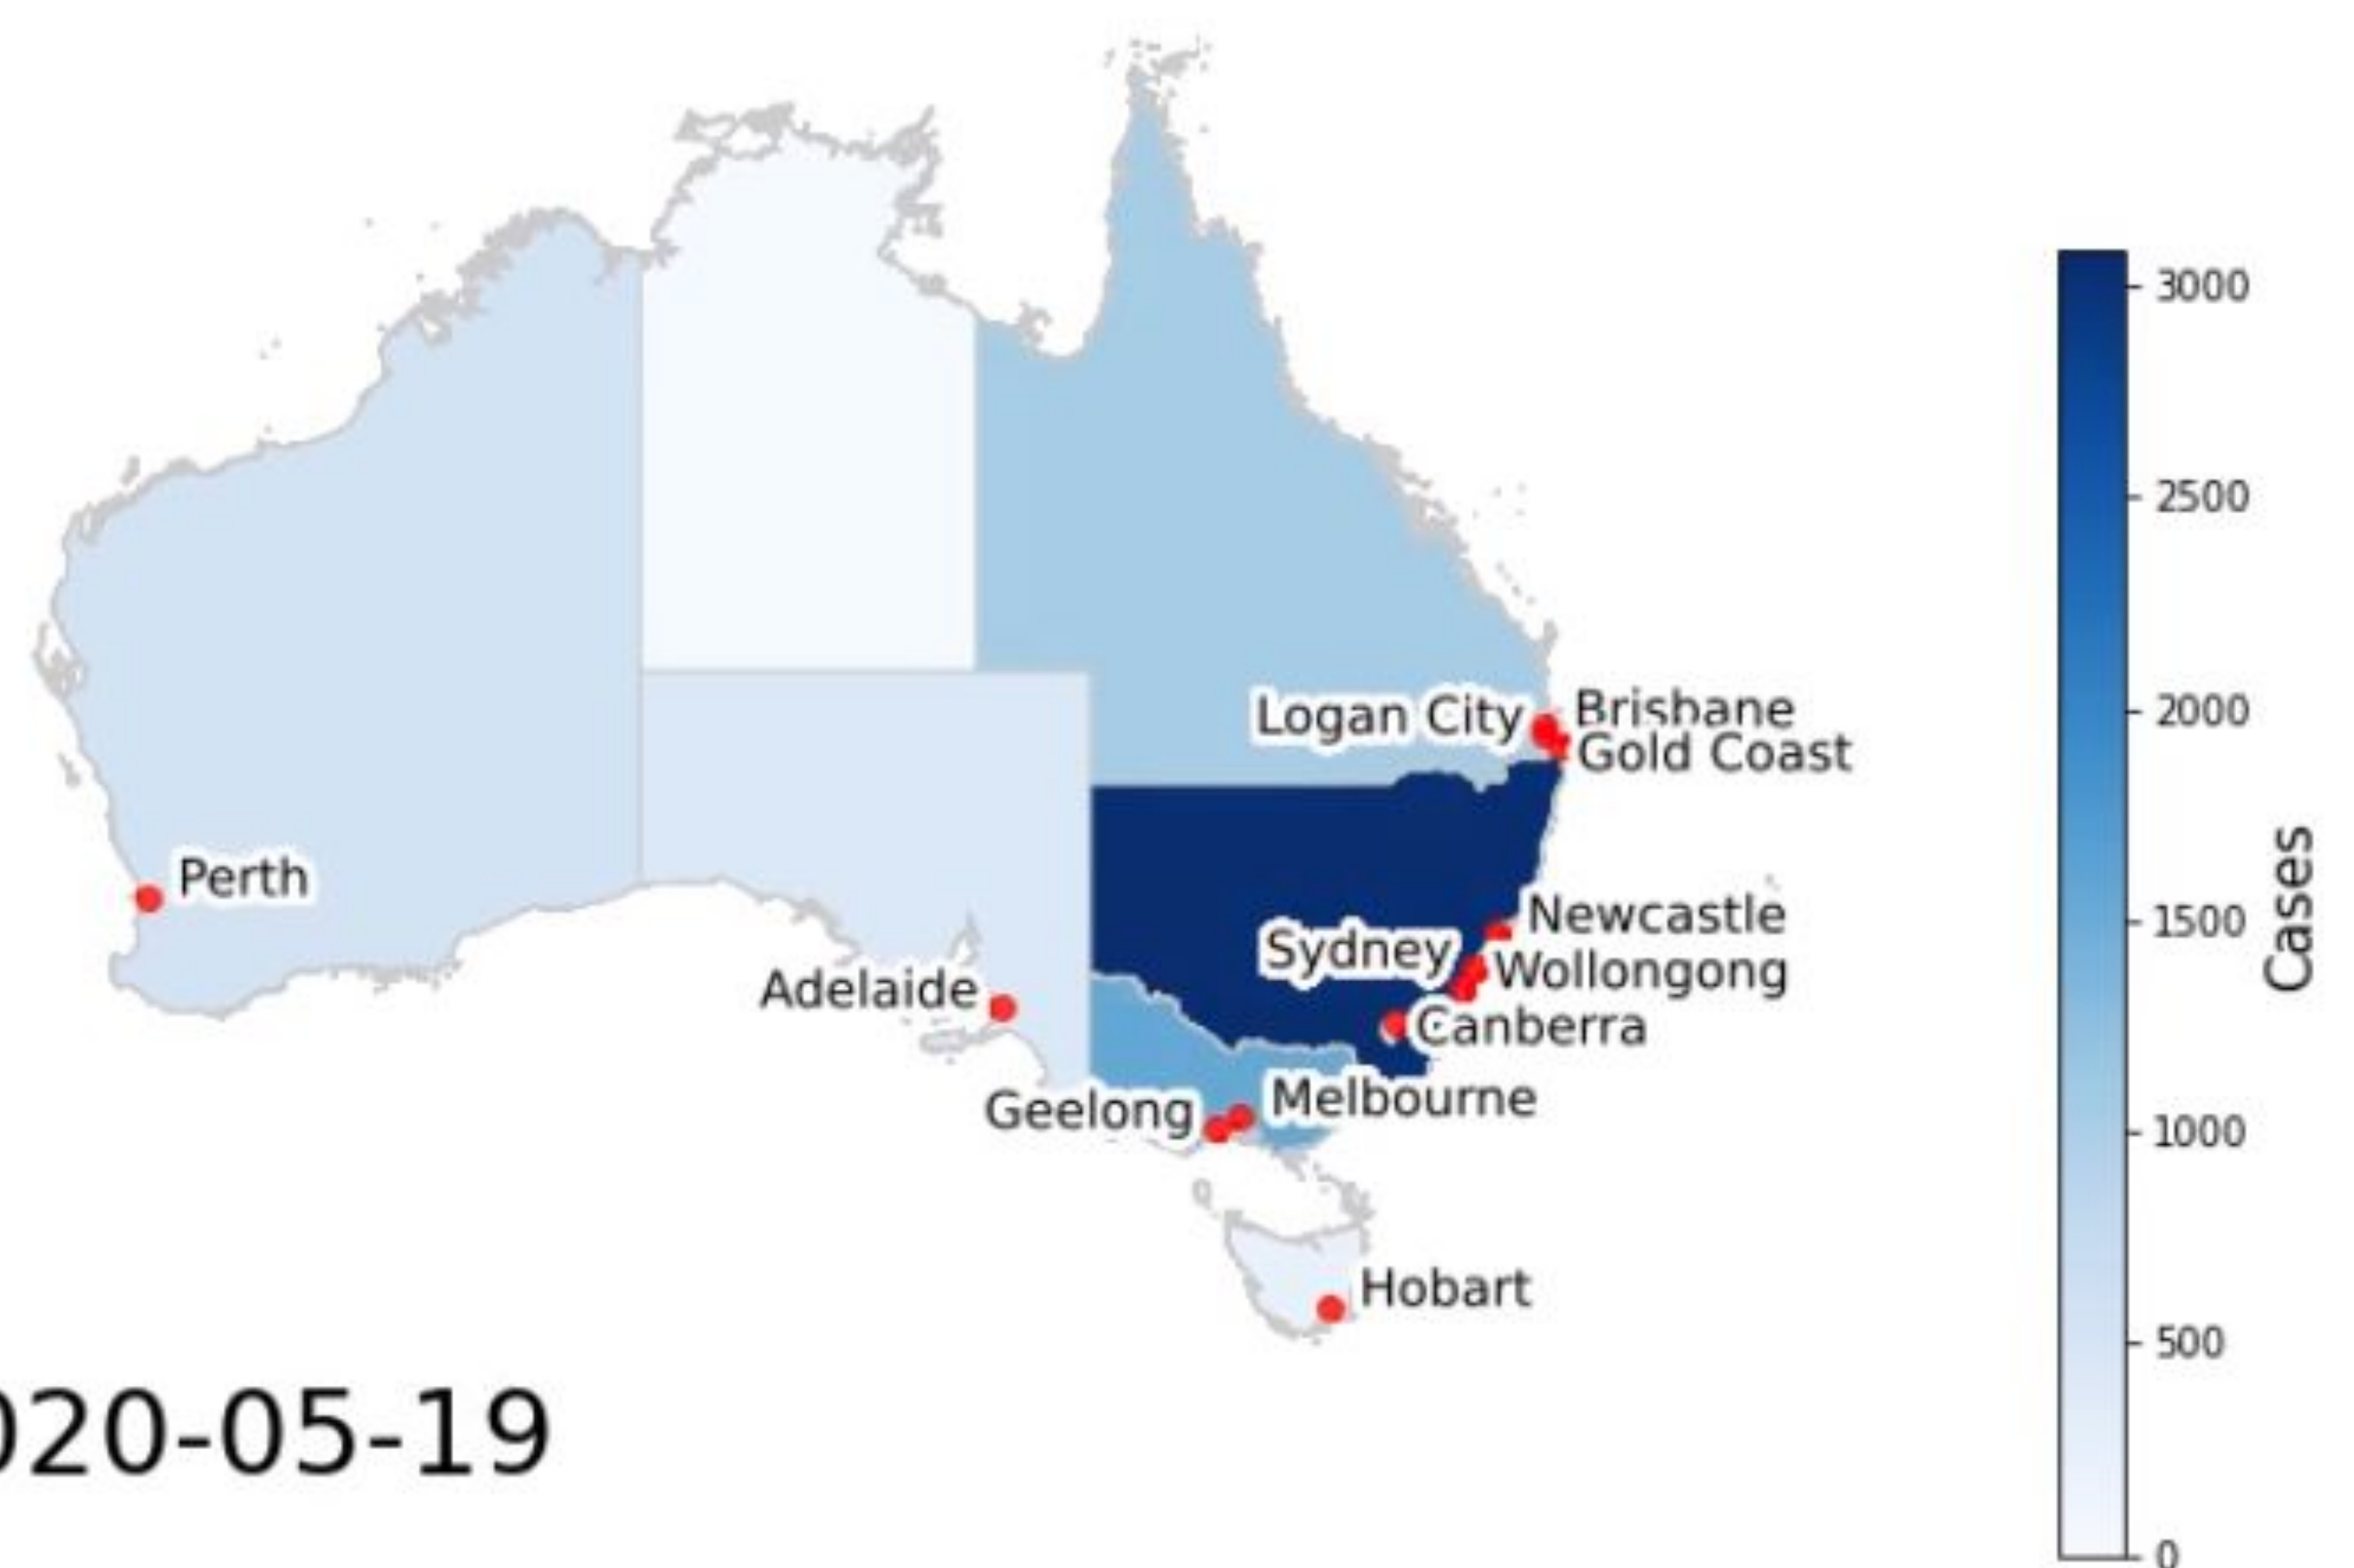 Logan City
Brisbane
Gold Coast
Perth
Newcastle
Sydney
Wollongong
Adelaide
Canberra
Geelong
Melbourne
Hobart
020-05-19
3000
2500
2000
1500
1000
500
0
Cases